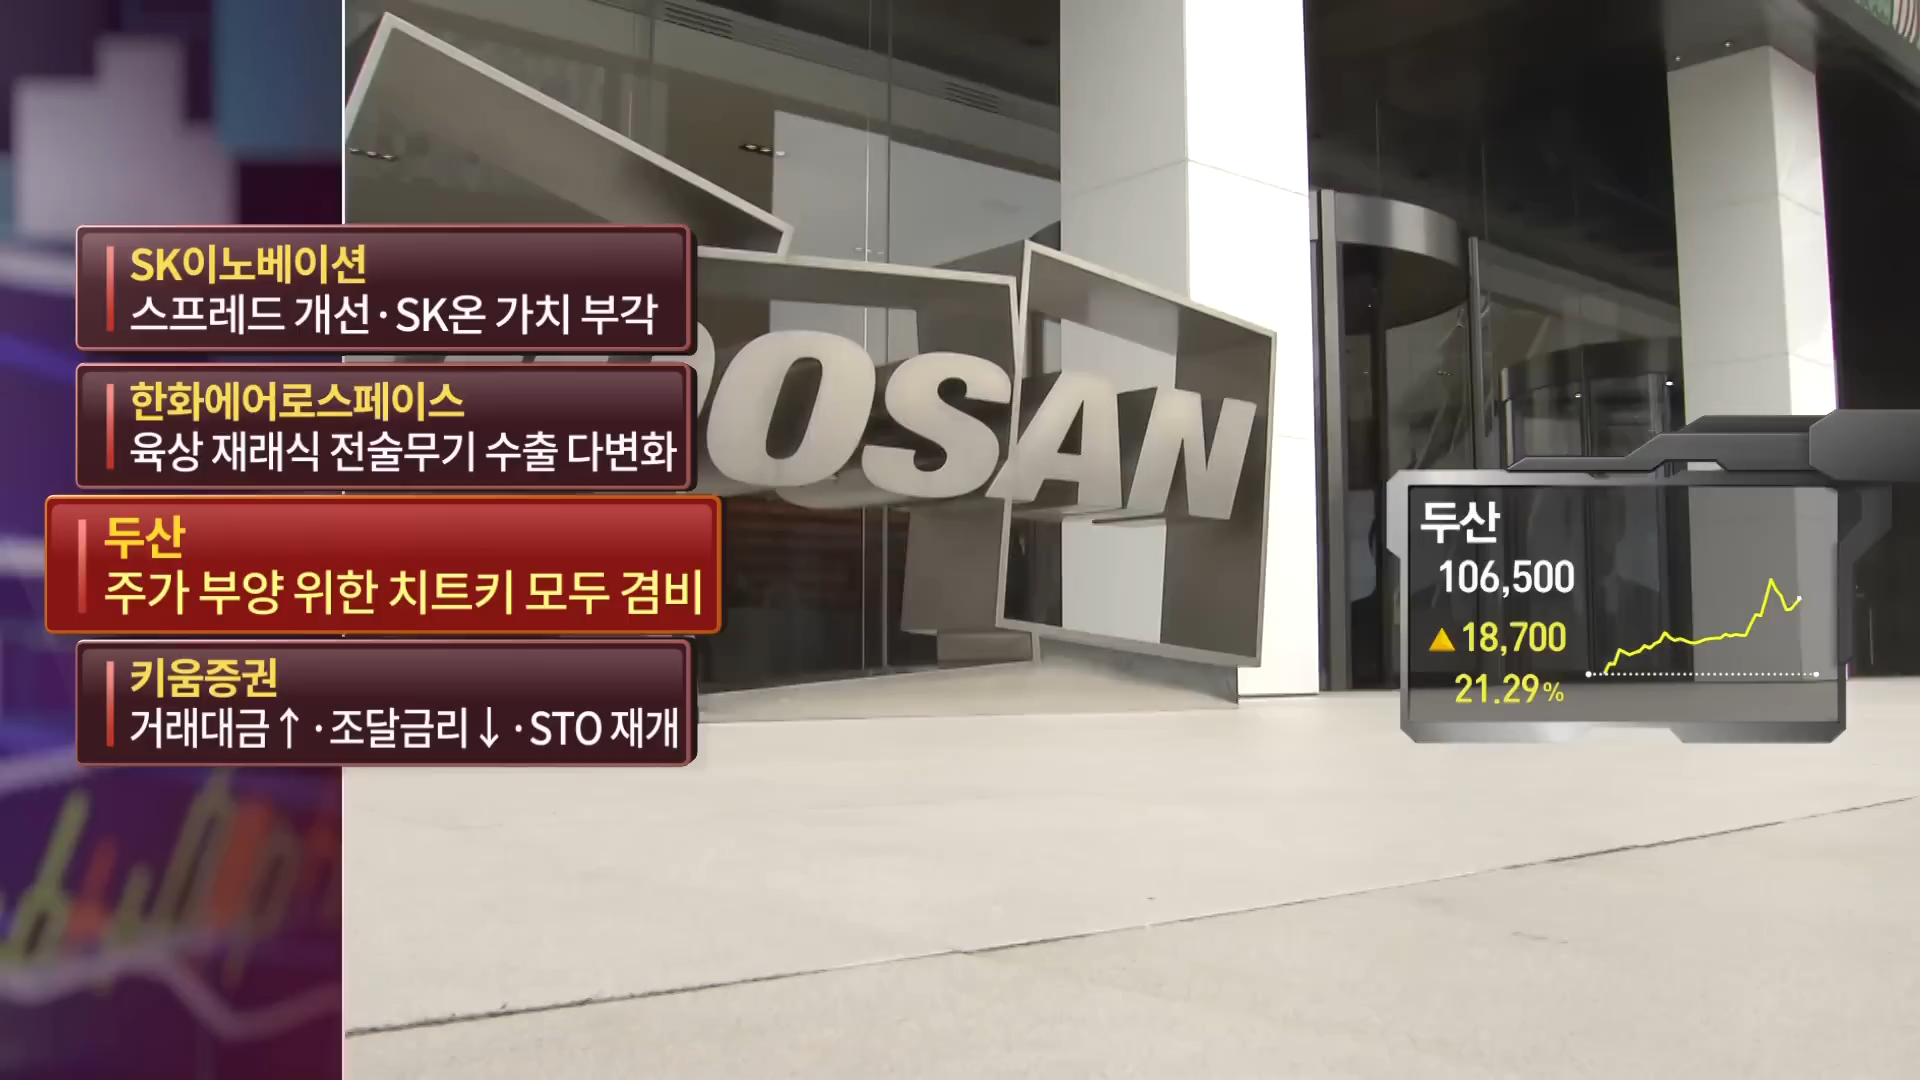 SK이노베이션
스프레드 개선·SK온 가치 부각
한화에어로스페이스
육상 재래식 전술무기 수출 다변화
두산
주가 부양 위한 치트키 모두 겸비
키움증권
거래대금↑·조달금리↓·STO 재개
OSAN
두산
106,500
▲18,700
21.29%